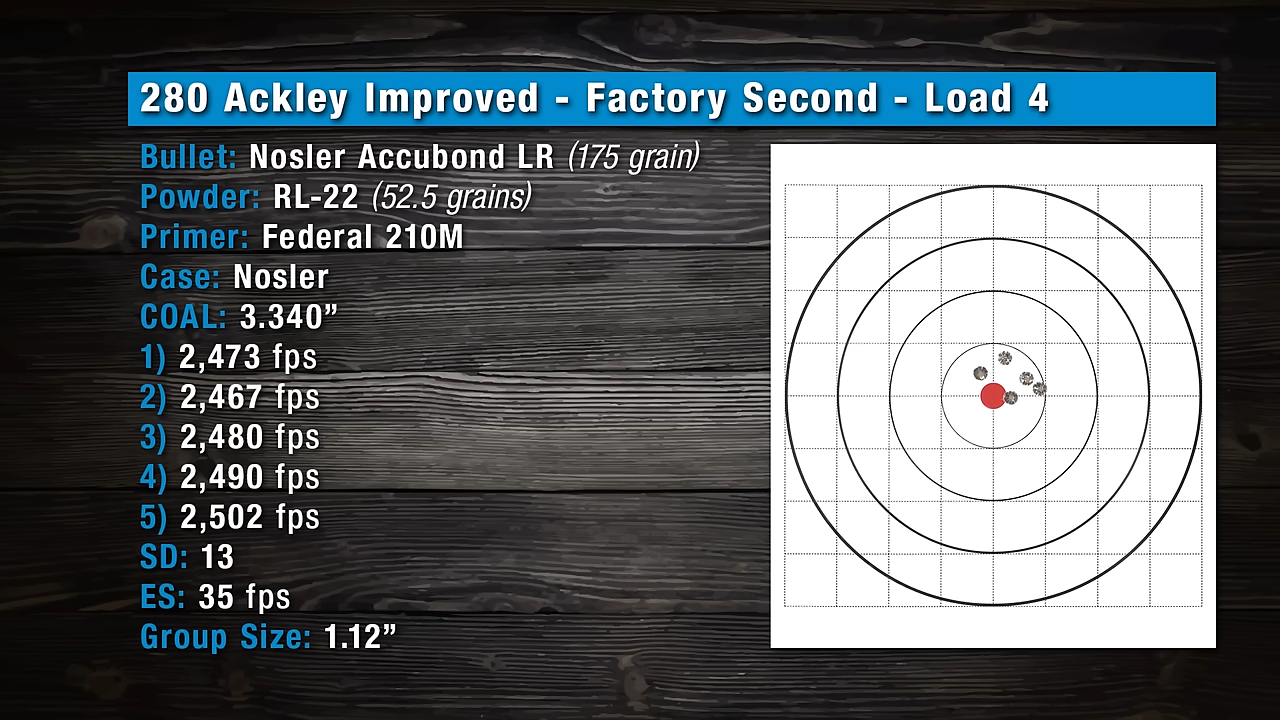 280 Ackley Improved - Factory Second - Load 4
Bullet: Nosler Accubond LR (175 grain)
Powder: RL-22 (52.5 grains)
Primer: Federal 210M
Case: Nosler
COAL: 3.340”
1) 2,473 fps
2) 2,467 fps
3) 2,480 fps
4) 2,490 fps
5) 2,502 fps
SD: 13
ES: 35 fps
Group Size: 1.12”